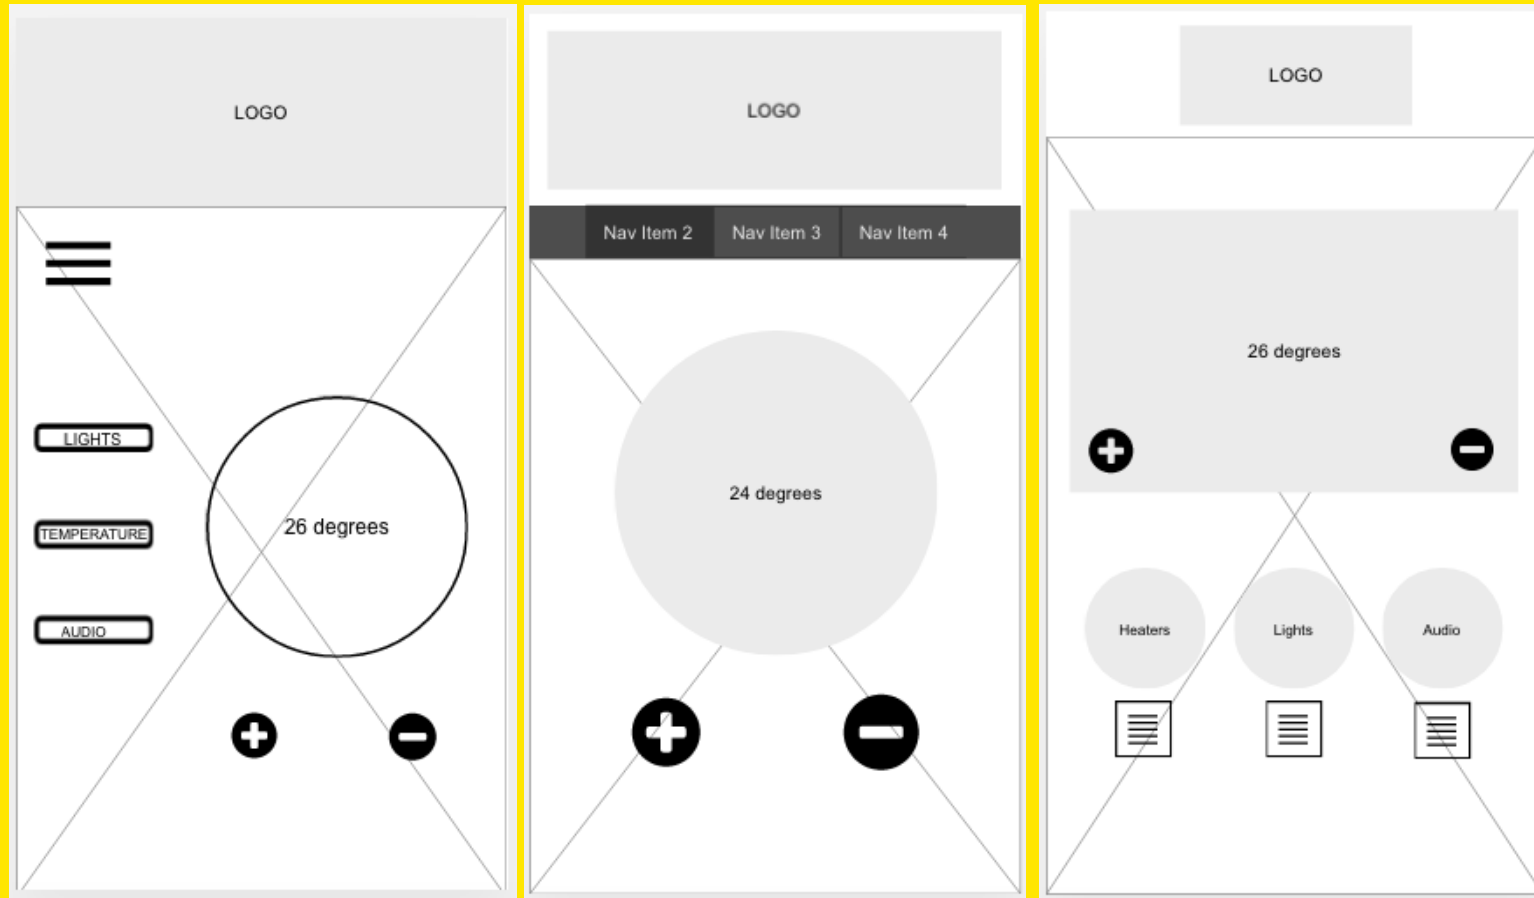 LOGO
LIGHTS
26 degrees
TEMPERATURE
AUDIO
LOGO
Nav Item 2 Nav Item 3 Nav Item 4
24 degrees
LOGO
26 degrees
Heaters Lights Audio